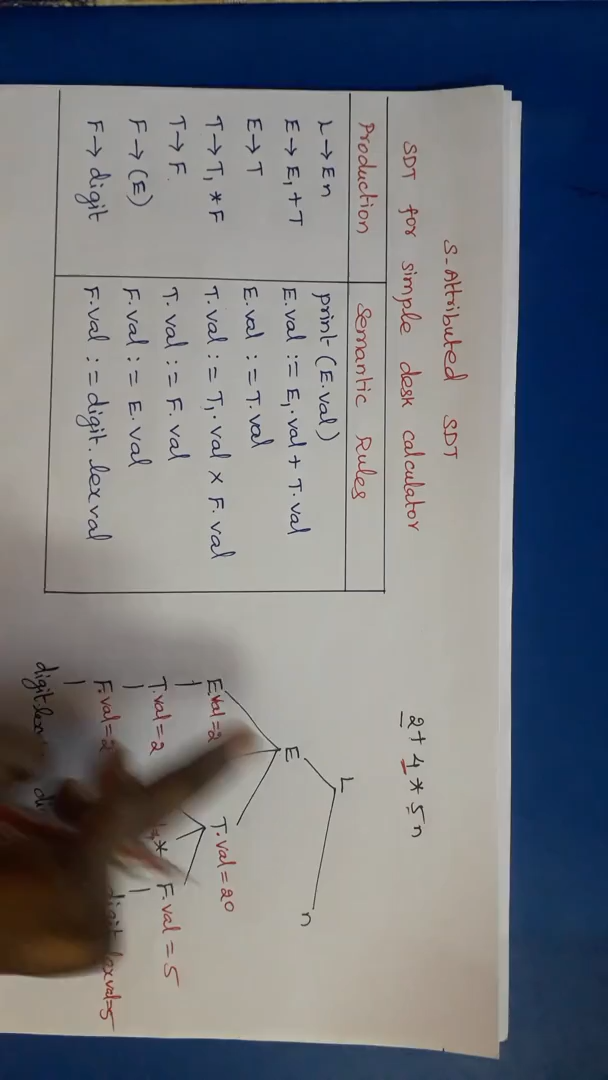 S-Attributed SDT
SDT for simple desk calculator
Production Semantic Rules
L → En print (E.val)
E → E₁ + T E.val := E₁.val + T.val
E → T E.val := T.val
T → T₁ * F T.val := T₁.val × F.val
T → F T.val := F.val
F → (E) F.val := E.val
F → digit F.val := digit.lexval
2 + 4 * 5 n
L
E n
E.val = 2 T.val = 20
T.val = 2 * F.val = 5
F.val = 2 digit.lexval=5